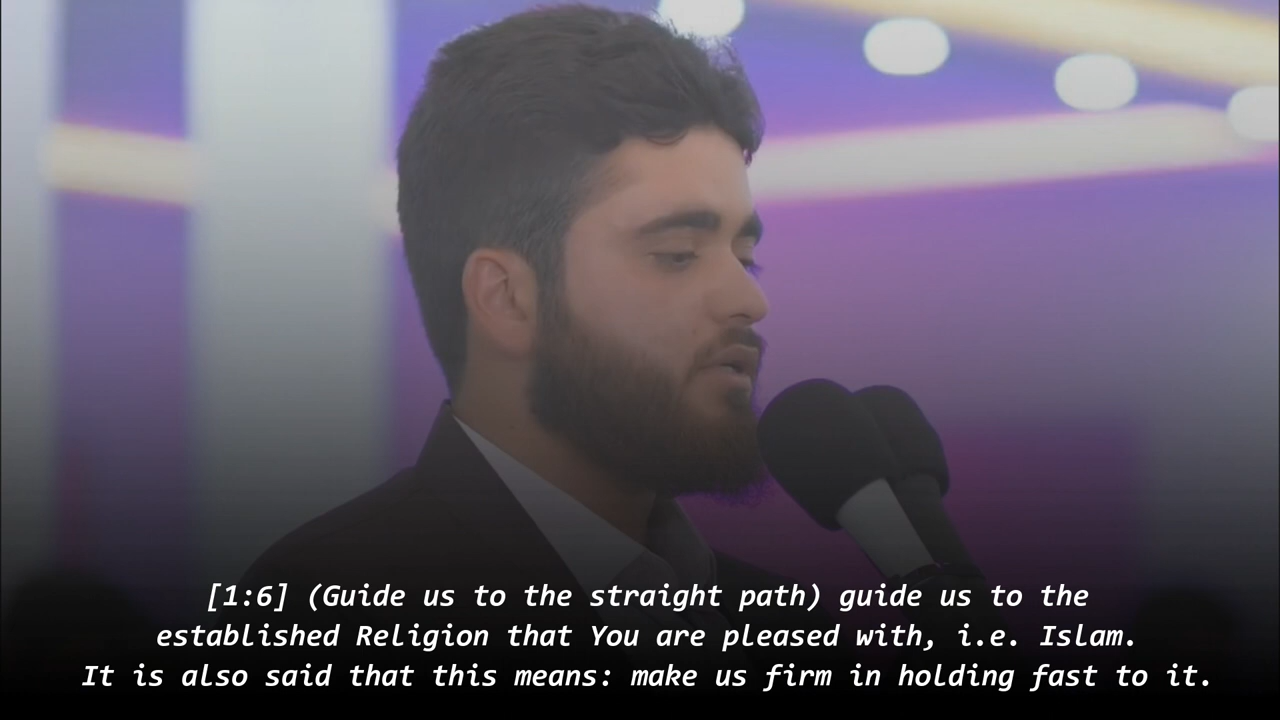 [1:6] (Guide us to the straight path) guide us to the
established Religion that You are pleased with, i.e. Islam.
It is also said that this means: make us firm in holding fast to it.